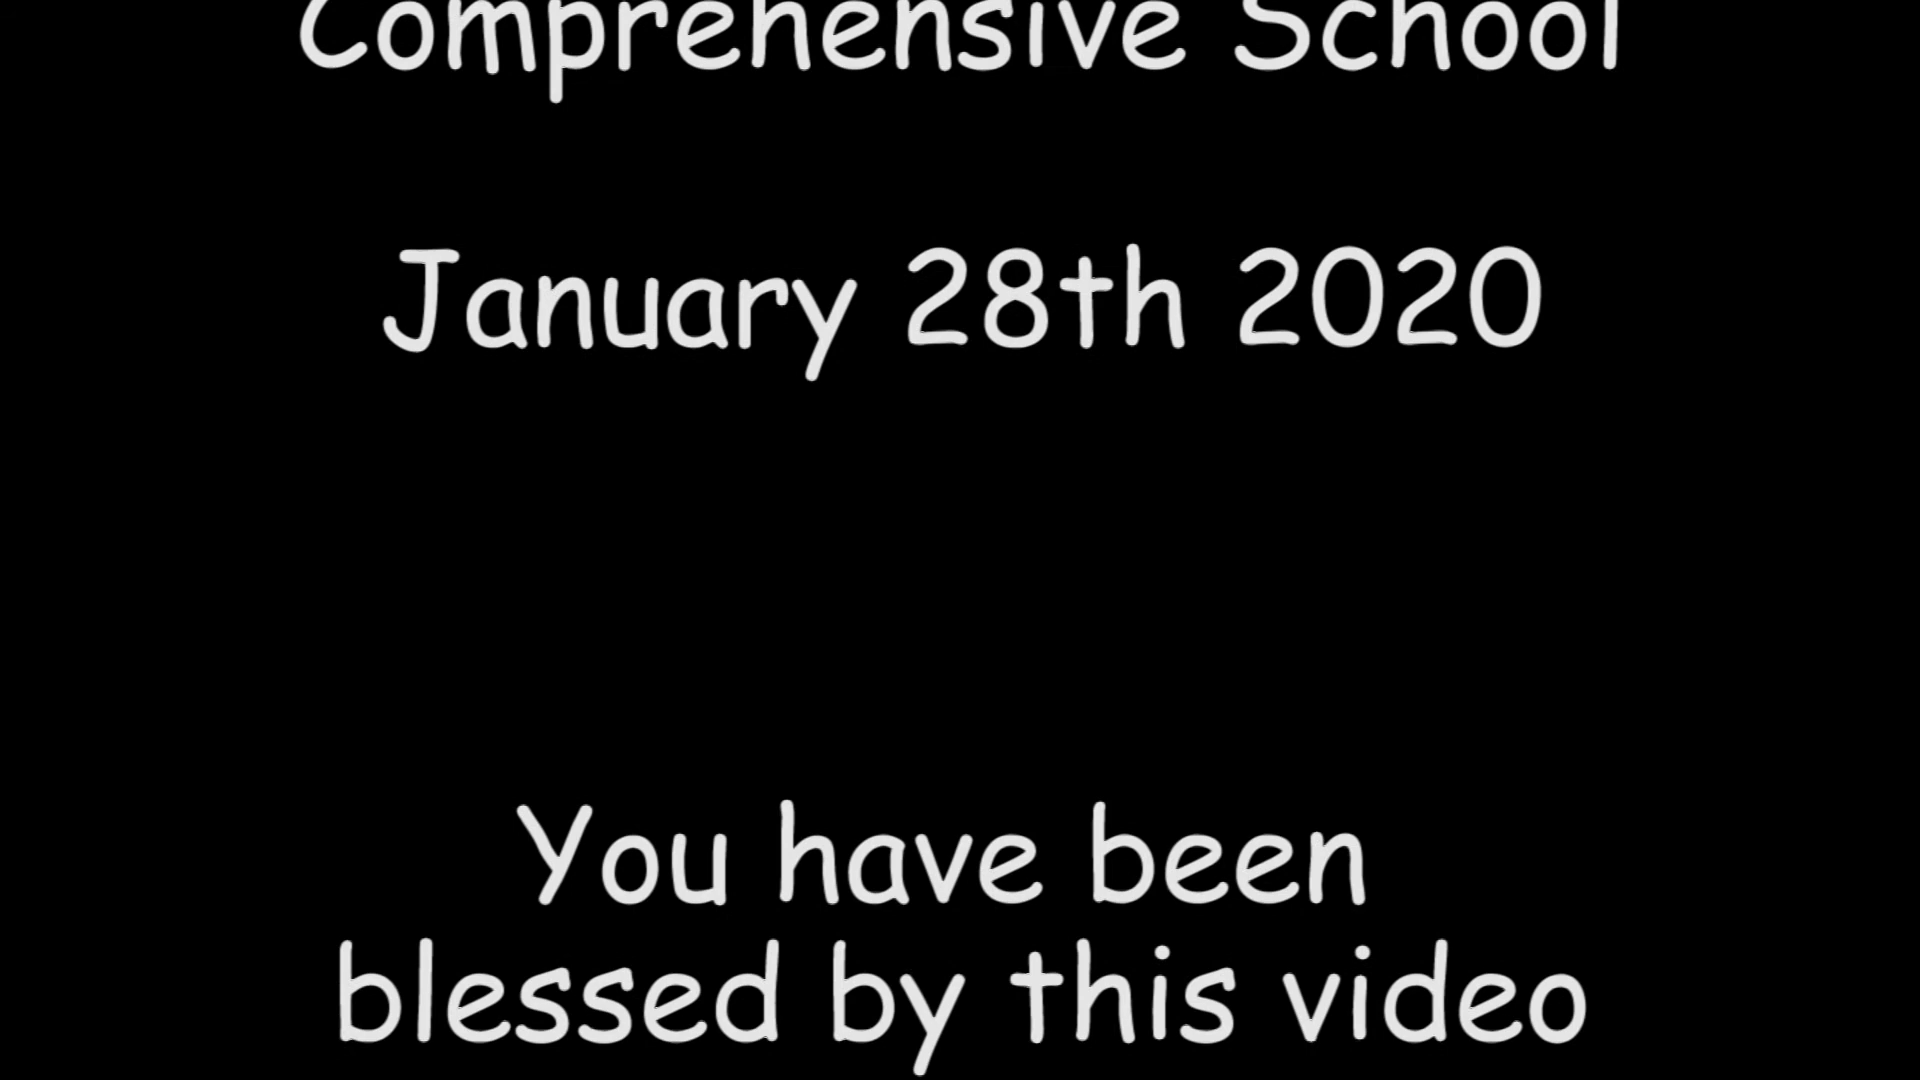 Comprehensive School
January 28th 2020
You have been
blessed by this video